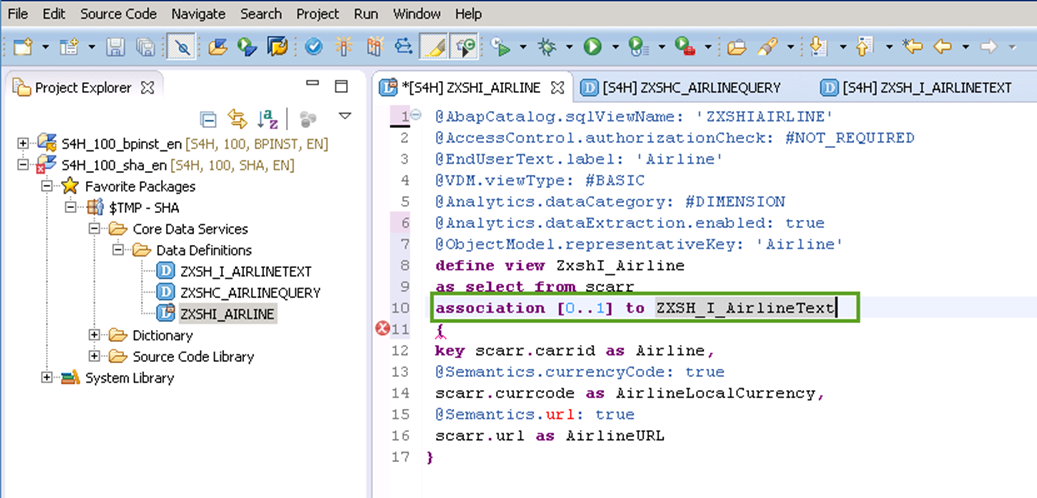 File Edit Source Code Navigate Search Project Run Window Help
Project Explorer
S4H_100_bpinst_en [S4H, 100, BPINST, EN]
S4H_100_sha_en [S4H, 100, SHA, EN]
Favorite Packages
$TMP - SHA
Core Data Services
Data Definitions
ZXSH_I_AIRLINETEXT
ZXSHC_AIRLINEQUERY
ZXSHI_AIRLINE
Dictionary
Source Code Library
System Library
*[S4H] ZXSHI_AIRLINE [S4H] ZXSHC_AIRLINEQUERY [S4H] ZXSH_I_AIRLINETEXT
1 @AbapCatalog.sqlViewName: 'ZXSHIAIRLINE'
2 @AccessControl.authorizationCheck: #NOT_REQUIRED
3 @EndUserText.label: 'Airline'
4 @VDM.viewType: #BASIC
5 @Analytics.dataCategory: #DIMENSION
6 @Analytics.dataExtraction.enabled: true
7 @ObjectModel.representativeKey: 'Airline'
8 define view ZxshI_Airline
9 as select from scarr
10 association [0..1] to ZXSH_I_AirlineText
11 {
12 key scarr.carrid as Airline,
13 @Semantics.currencyCode: true
14 scarr.currcode as AirlineLocalCurrency,
15 @Semantics.url: true
16 scarr.url as AirlineURL
17 }